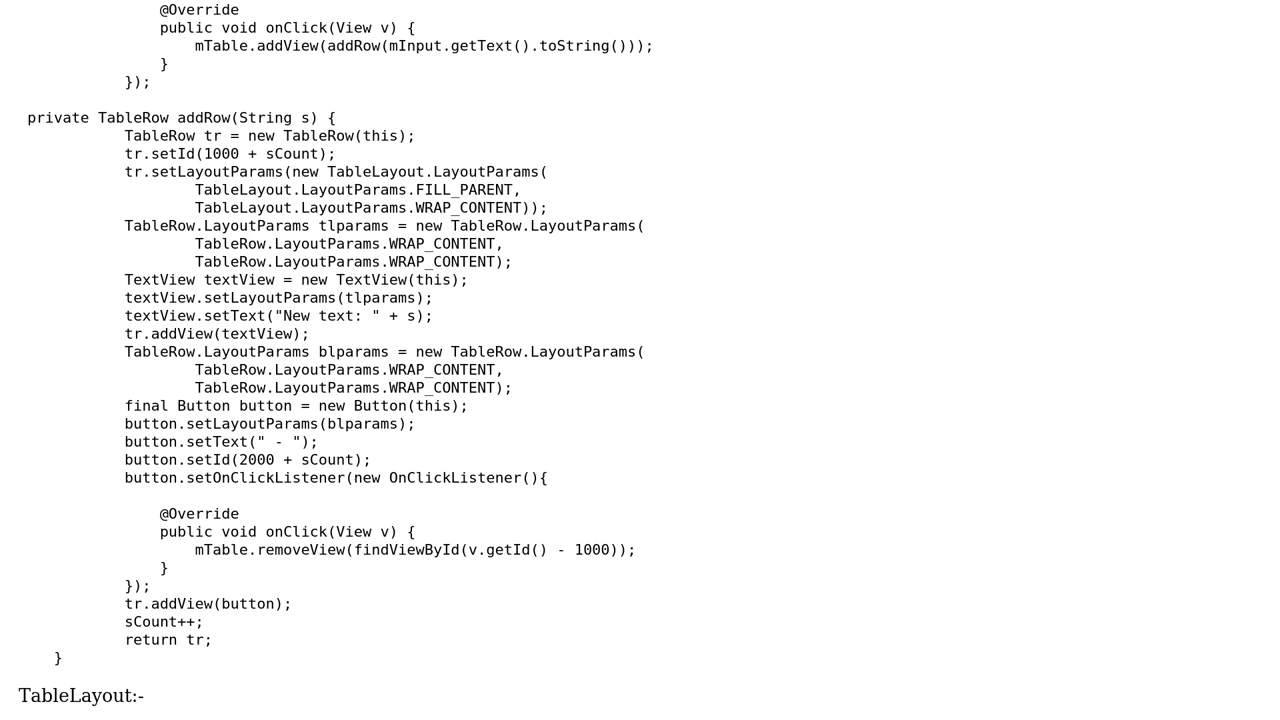 @Override
public void onClick(View v) {
mTable.addView(addRow(mInput.getText().toString()));
}
});
private TableRow addRow(String s) {
TableRow tr = new TableRow(this);
tr.setId(1000 + sCount);
tr.setLayoutParams(new TableLayout.LayoutParams(
TableLayout.LayoutParams.FILL_PARENT,
TableLayout.LayoutParams.WRAP_CONTENT));
TableRow.LayoutParams tlparams = new TableRow.LayoutParams(
TableRow.LayoutParams.WRAP_CONTENT,
TableRow.LayoutParams.WRAP_CONTENT);
TextView textView = new TextView(this);
textView.setLayoutParams(tlparams);
textView.setText("New text: " + s);
tr.addView(textView);
TableRow.LayoutParams blparams = new TableRow.LayoutParams(
TableRow.LayoutParams.WRAP_CONTENT,
TableRow.LayoutParams.WRAP_CONTENT);
final Button button = new Button(this);
button.setLayoutParams(blparams);
button.setText(" - ");
button.setId(2000 + sCount);
button.setOnClickListener(new OnClickListener(){
@Override
public void onClick(View v) {
mTable.removeView(findViewById(v.getId() - 1000));
}
});
tr.addView(button);
sCount++;
return tr;
}
TableLayout:-